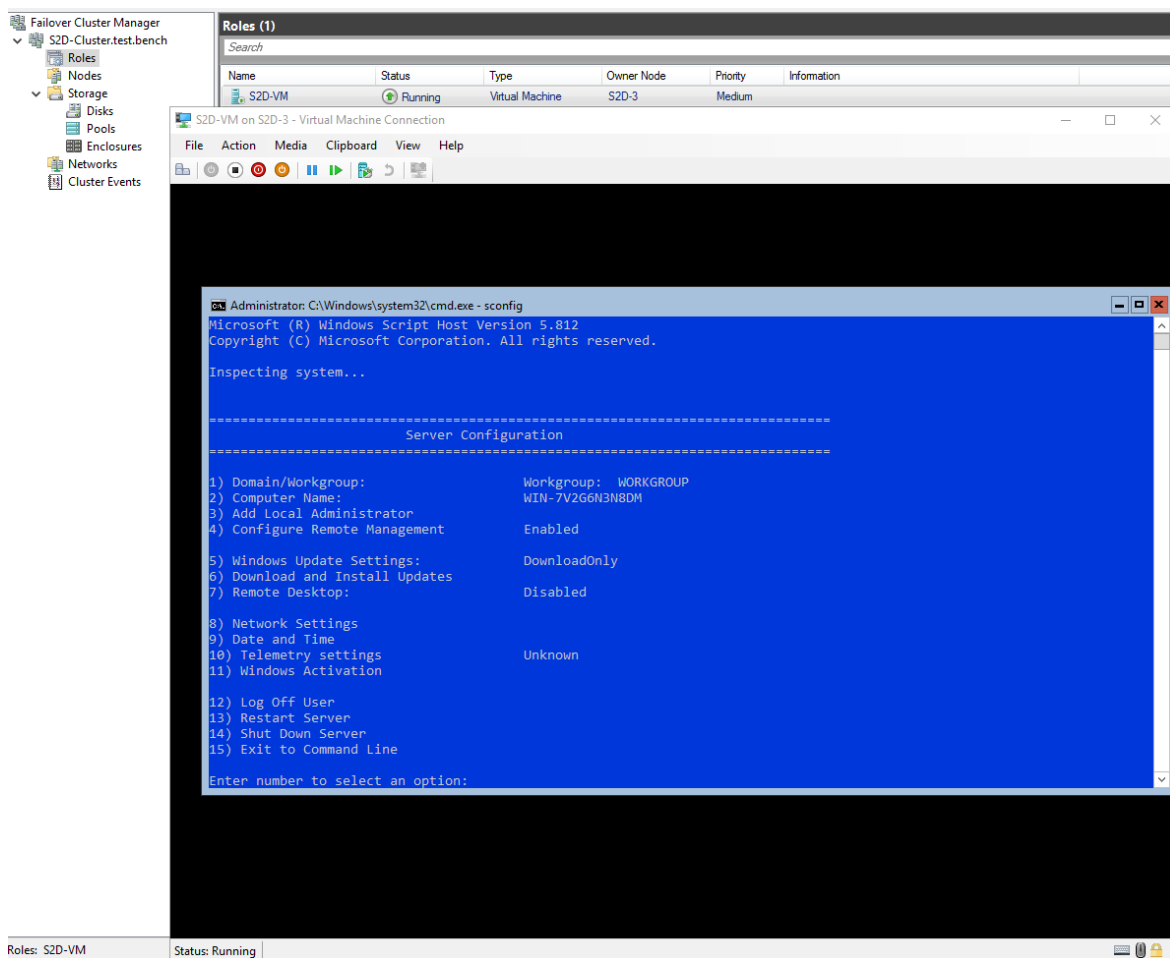 Failover Cluster Manager
S2D-Cluster.test.bench
Roles
Nodes
Storage
Disks
Pools
Enclosures
Networks
Cluster Events
Roles (1)
Search
Name Status Type Owner Node Priority Information
S2D-VM Running Virtual Machine S2D-3 Medium
S2D-VM on S2D-3 - Virtual Machine Connection
File Action Media Clipboard View Help
Administrator: C:\Windows\system32\cmd.exe - sconfig
Microsoft (R) Windows Script Host Version 5.812
Copyright (C) Microsoft Corporation. All rights reserved.
Inspecting system...
===============================================================================
Server Configuration
===============================================================================
1) Domain/Workgroup: Workgroup: WORKGROUP
2) Computer Name: WIN-7V2G6N3N8DM
3) Add Local Administrator
4) Configure Remote Management Enabled
5) Windows Update Settings: DownloadOnly
6) Download and Install Updates
7) Remote Desktop: Disabled
8) Network Settings
9) Date and Time
10) Telemetry settings Unknown
11) Windows Activation
12) Log Off User
13) Restart Server
14) Shut Down Server
15) Exit to Command Line
Enter number to select an option:
Roles: S2D-VM
Status: Running